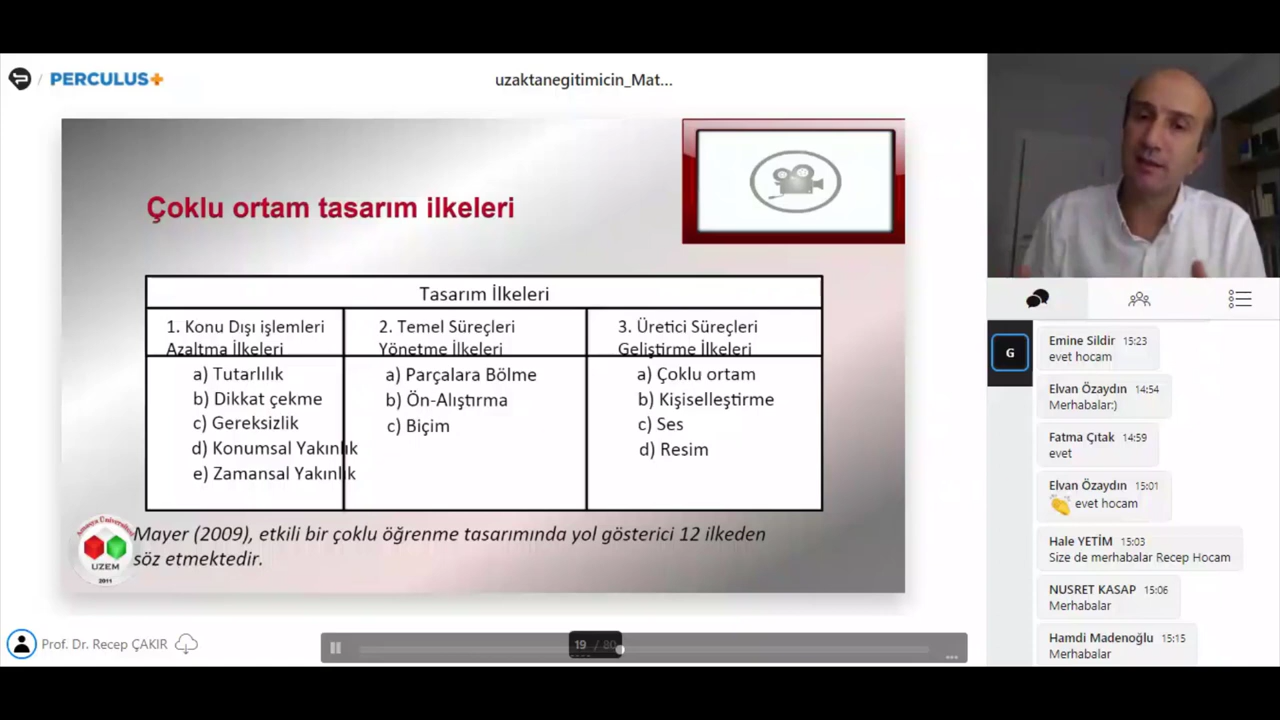 PERCULUS+
uzaktanegitimicin_Mat...
Çoklu ortam tasarım ilkeleri
Tasarım İlkeleri
1. Konu Dışı işlemleri
Azaltma İlkeleri
a) Tutarlılık
b) Dikkat çekme
c) Gereksizlik
d) Konumsal Yakınlık
e) Zamansal Yakınlık
2. Temel Süreçleri
Yönetme İlkeleri
a) Parçalara Bölme
b) Ön-Alıştırma
c) Biçim
3. Üretici Süreçleri
Geliştirme İlkeleri
a) Çoklu ortam
b) Kişiselleştirme
c) Ses
d) Resim
Mayer (2009), etkili bir çoklu öğrenme tasarımında yol gösterici 12 ilkeden
söz etmektedir.
Amasya Üniversitesi
UZEM
2011
Prof. Dr. Recep ÇAKIR
19 / 80
G
Emine Sildir 15:23
evet hocam
Elvan Özaydın 14:54
Merhabalar:)
Fatma Çıtak 14:59
evet
Elvan Özaydın 15:01
👏 evet hocam
Hale YETİM 15:03
Size de merhabalar Recep Hocam
NUSRET KASAP 15:06
Merhabalar
Hamdi Madenoğlu 15:15
Merhabalar